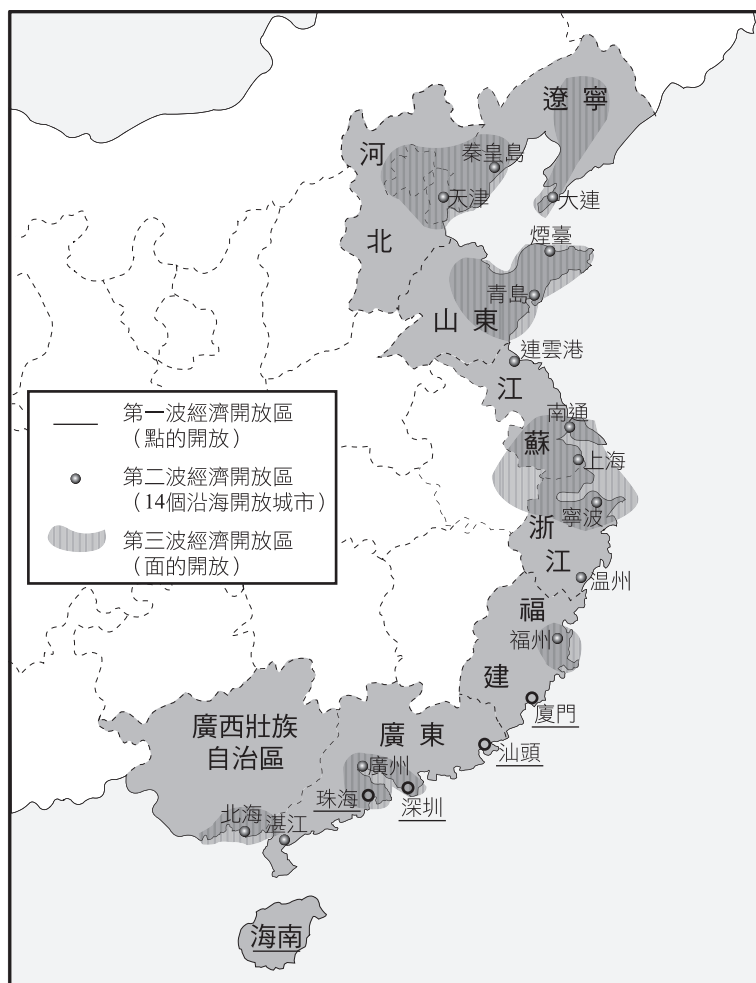 遼寧
河
秦皇島
天津
大連
北
煙臺
青島
山東
連雲港
江
南通
蘇
上海
寧波
浙
江
温州
第一波經濟開放區
（點的開放）
第二波經濟開放區
（14個沿海開放城市）
第三波經濟開放區
（面的開放）
福
福州
建
廈門
廣西壯族
自治區
廣東
汕頭
廣州
珠海
深圳
北海
湛江
海南